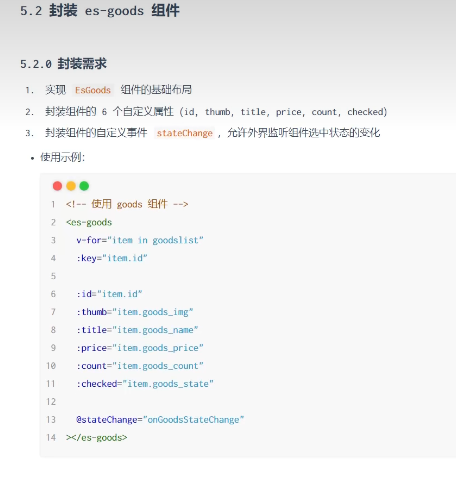 5.2 封装 es-goods 组件
5.2.0 封装需求
1. 实现 EsGoods 组件的基础布局
2. 封装组件的 6 个自定义属性 (id, thumb, title, price, count, checked)
3. 封装组件的自定义事件 stateChange ，允许外界监听组件选中状态的变化
• 使用示例：
1 <!-- 使用 goods 组件 -->
2 <es-goods
3 v-for="item in goodslist"
4 :key="item.id"
5
6 :id="item.id"
7 :thumb="item.goods_img"
8 :title="item.goods_name"
9 :price="item.goods_price"
10 :count="item.goods_count"
11 :checked="item.goods_state"
12
13 @stateChange="onGoodsStateChange"
14 ></es-goods>